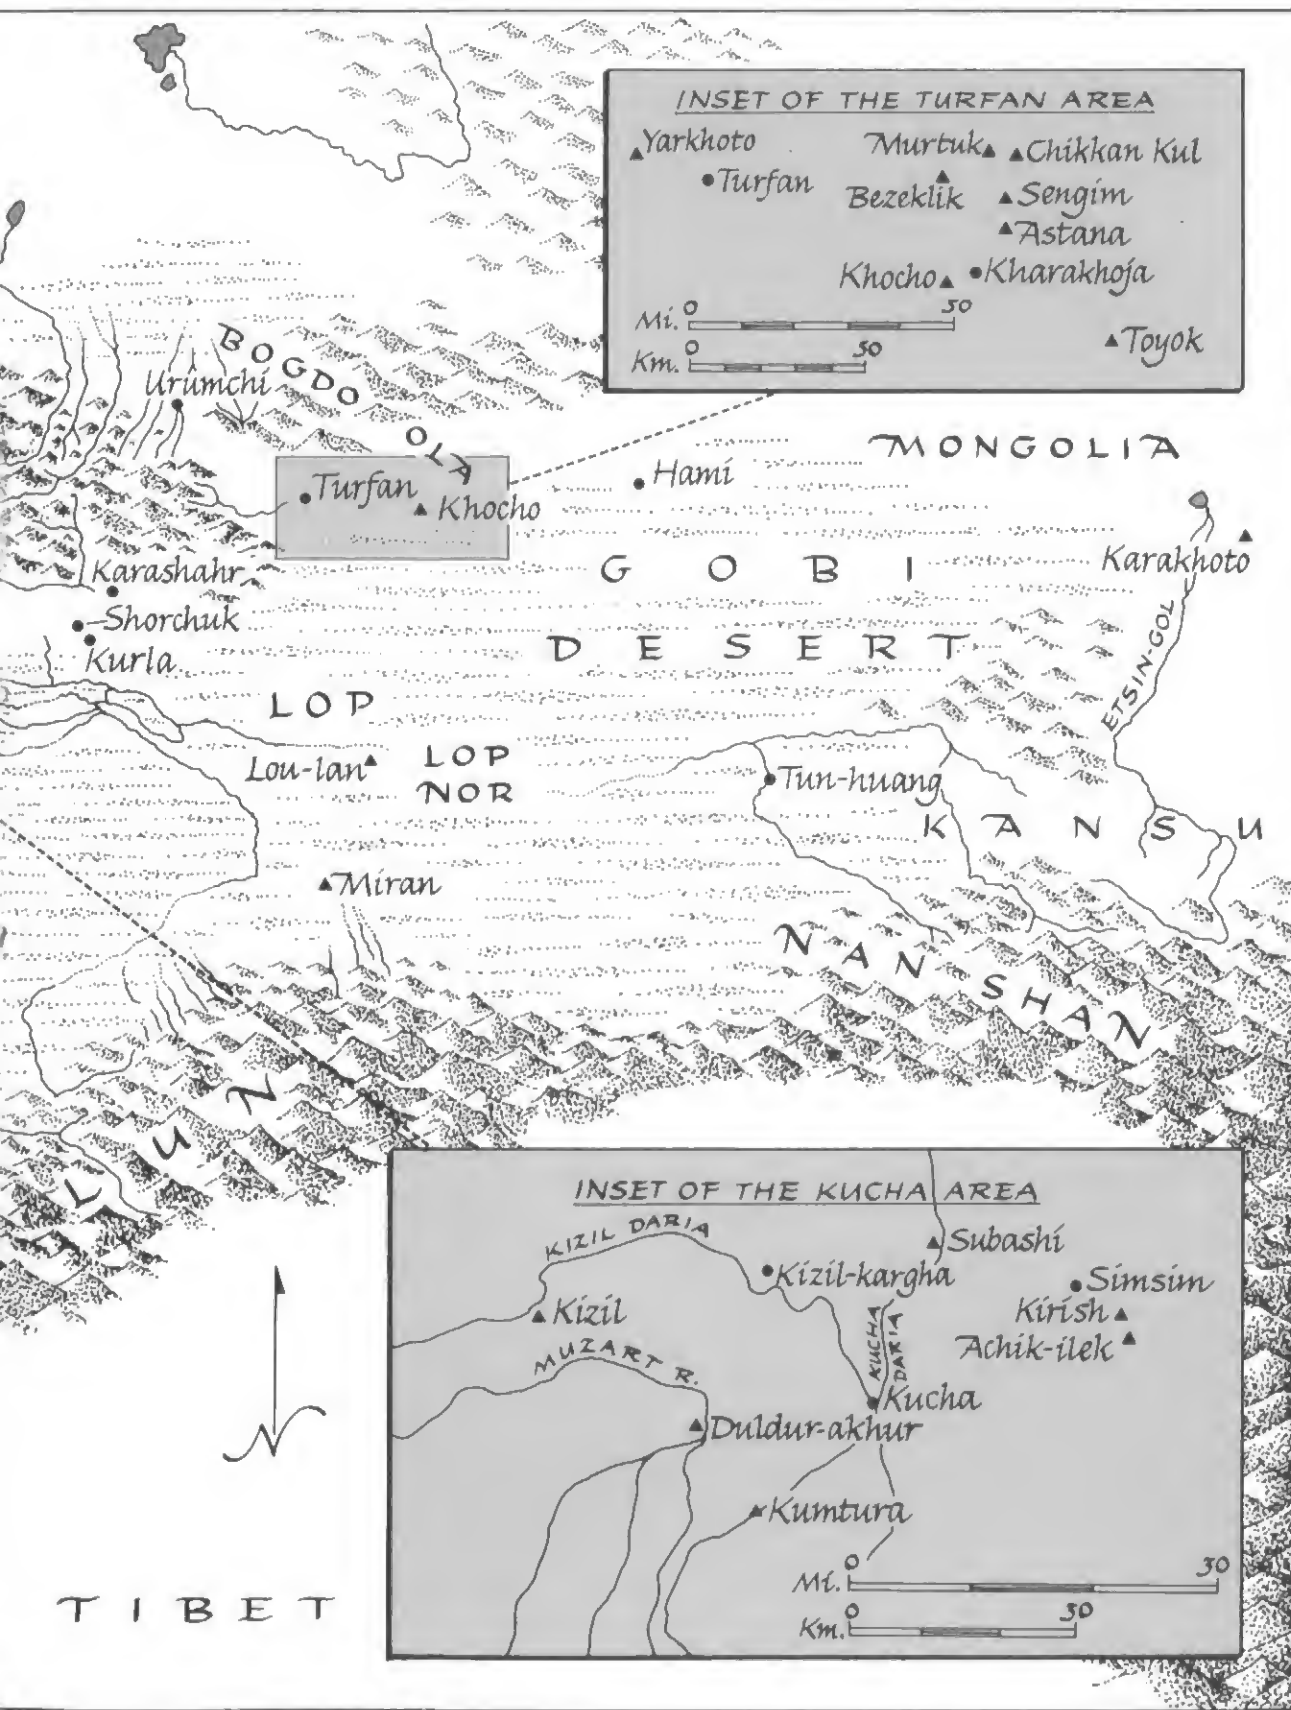 INSET OF THE TURFAN AREA
Yarkhoto
Murtuk
Chikkan Kul
Turfan
Bezeklik
Sengim
Astana
Khocho
Kharakhoja
Mi. 0 50
Km. 0 50
Toyok
BOGDO OLA
Urûmchi
MONGOLIA
Turfan
Khocho
Hami
GOBI
DESERT
Karakhoto
Karashahr
Shorchuk
Kurla
ETSIN-GOL
LOP
Lou-lan
LOP
NOR
Tun-huang
KANSU
Miran
NAN SHAN
LUN
INSET OF THE KUCHA AREA
KIZIL DARIA
Subashi
Kizil-kargha
Simsim
Kizil
Kirish
KUCHA
DARIA
Achik-ilek
MUZART R.
Kucha
Duldur-akhur
Kumtura
Mi. 0 30
Km. 0 30
N
TIBET